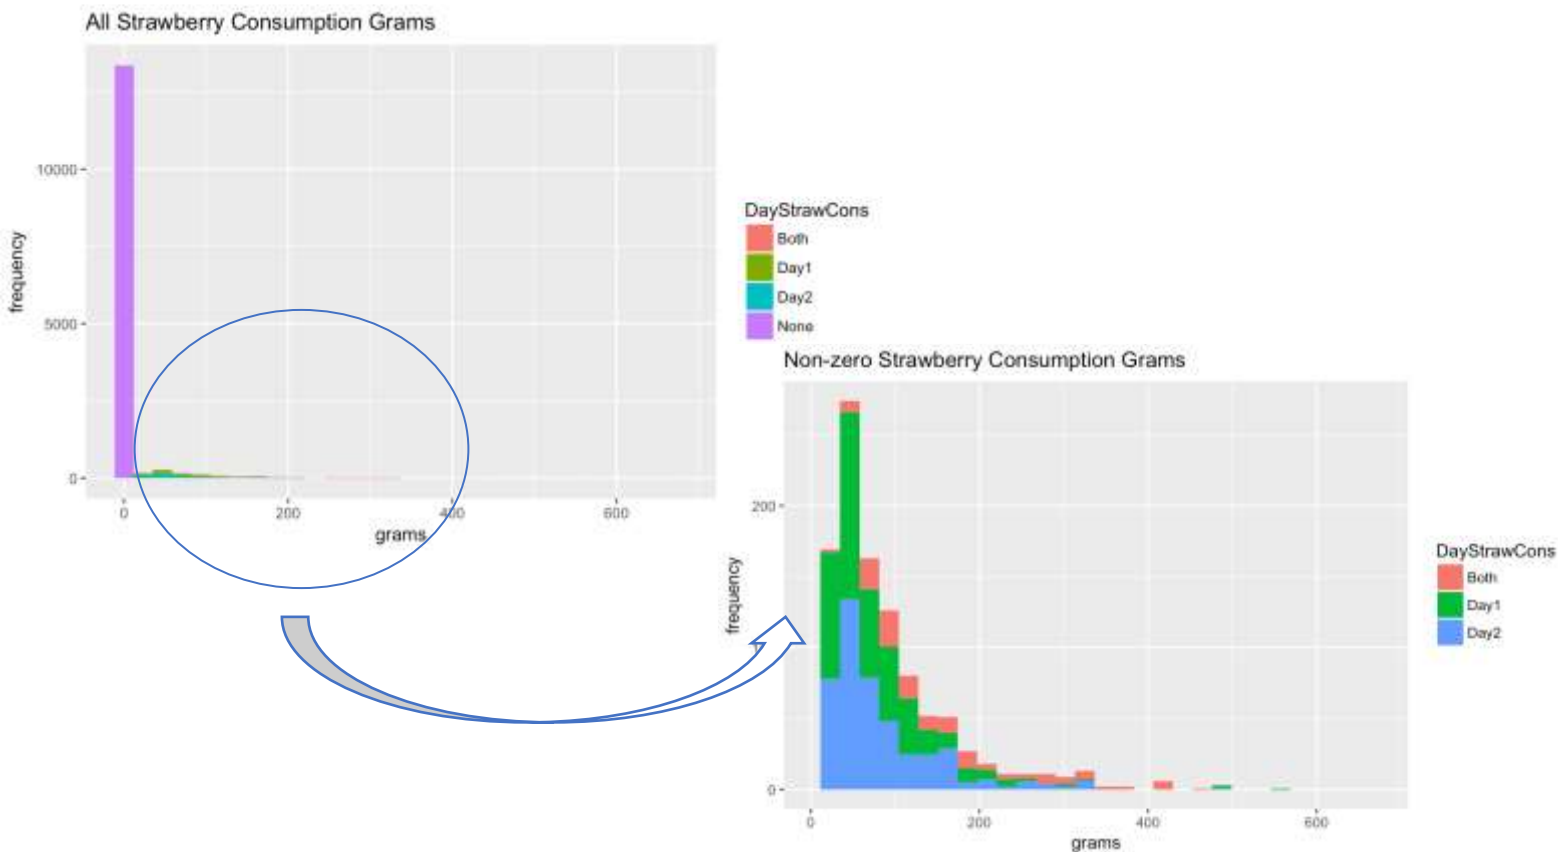 All Strawberry Consumption Grams
frequency
10000
5000
0
0 200 400 600
grams
DayStrawCons
Both
Day1
Day2
None
Non-zero Strawberry Consumption Grams
frequency
200
0
0 200 400 600
grams
DayStrawCons
Both
Day1
Day2